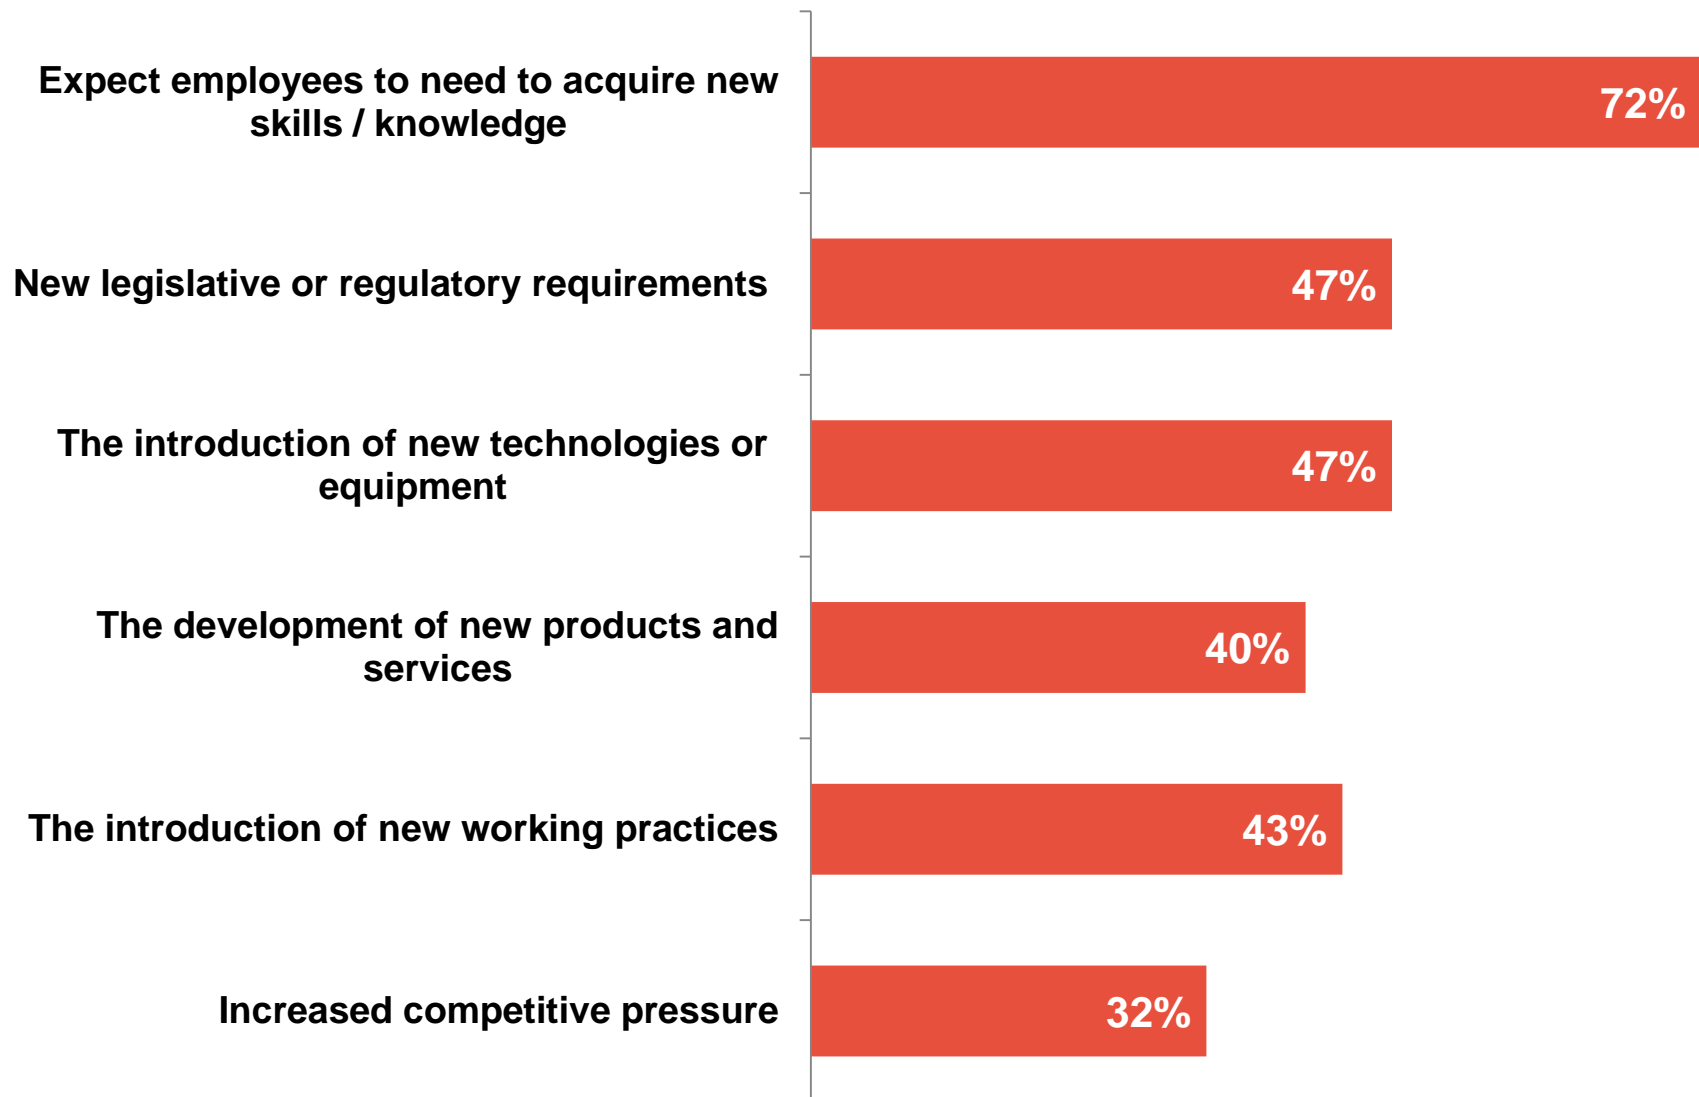 Expect employees to need to acquire new
skills / knowledge
72%
New legislative or regulatory requirements
47%
The introduction of new technologies or
equipment
47%
The development of new products and
services
40%
The introduction of new working practices
43%
Increased competitive pressure
32%